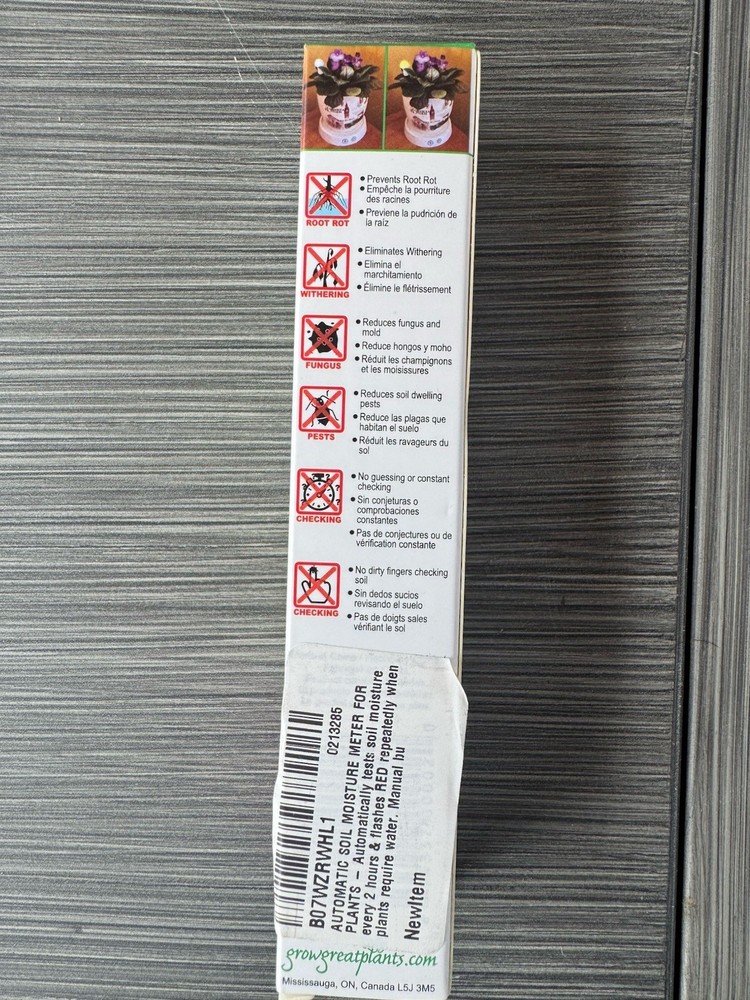 ROOT ROT
• Prevents Root Rot
• Empêche la pourriture
des racines
• Previene la pudrición de
la raíz
WITHERING
• Eliminates Withering
• Elimina el
marchitamiento
• Élimine le flétrissement
FUNGUS
• Reduces fungus and
mold
• Reduce hongos y moho
• Réduit les champignons
et les moisissures
PESTS
• Reduces soil dwelling
pests
• Reduce las plagas que
habitan el suelo
• Réduit les ravageurs du
sol
CHECKING
• No guessing or constant
checking
• Sin conjeturas o
comprobaciones
constantes
• Pas de conjectures ou de
vérification constante
CHECKING
• No dirty fingers checking
soil
• Sin dedos sucios
revisando el suelo
• Pas de doigts sales
vérifiant le sol
B07WZRWHL1 0213285
AUTOMATIC SOIL MOISTURE METER FOR
PLANTS – Automatically tests soil moisture
every 2 hours & flashes RED repeatedly when
plants require water. Manual bu
NewItem
growgreatplants.com
Mississauga, ON, Canada L5J 3M5